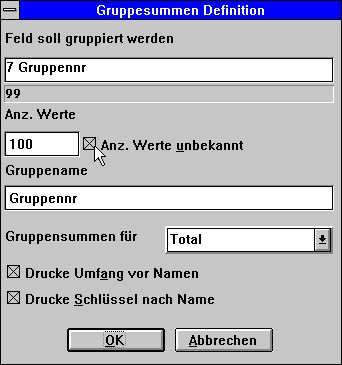 Gruppesummen Definition
Feld soll gruppiert werden
7 Gruppennr
99
Anz. Werte
100
Anz. Werte unbekannt
Gruppename
Gruppennr
Gruppensummen für
Total
Drucke Umfang vor Namen
Drucke Schlüssel nach Name
OK
Abbrechen